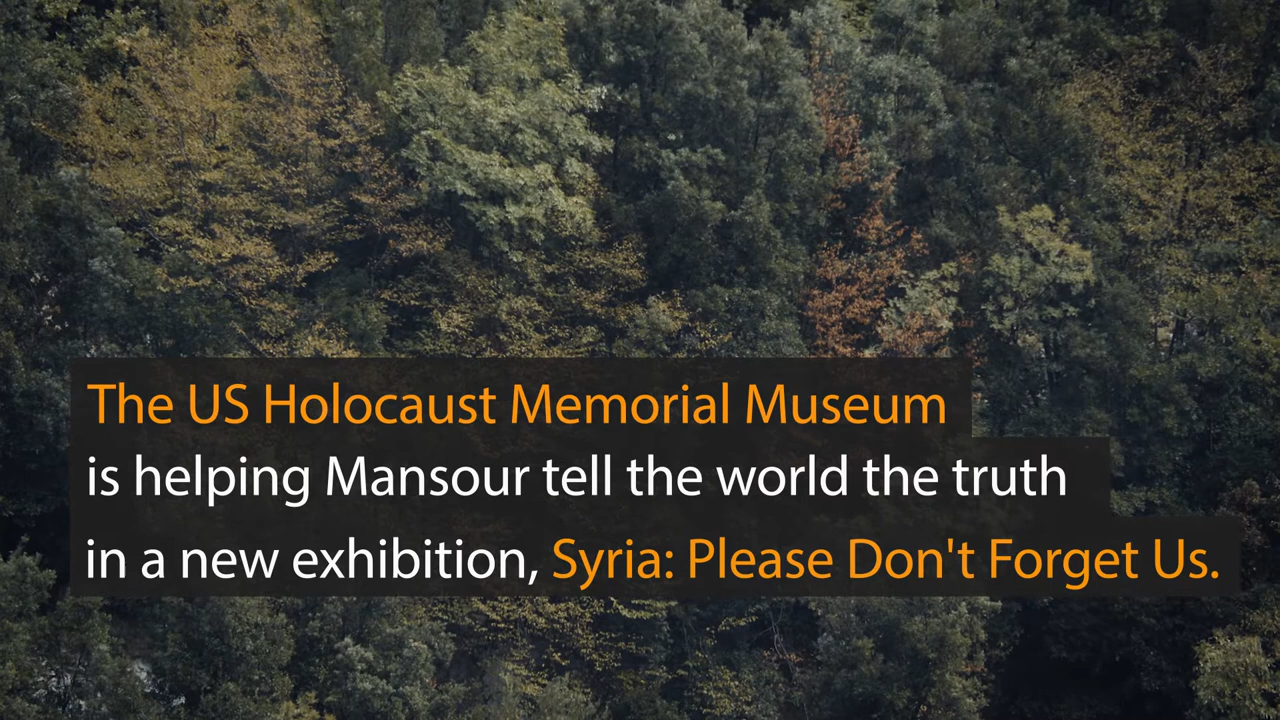 The US Holocaust Memorial Museum
is helping Mansour tell the world the truth
in a new exhibition, Syria: Please Don't Forget Us.